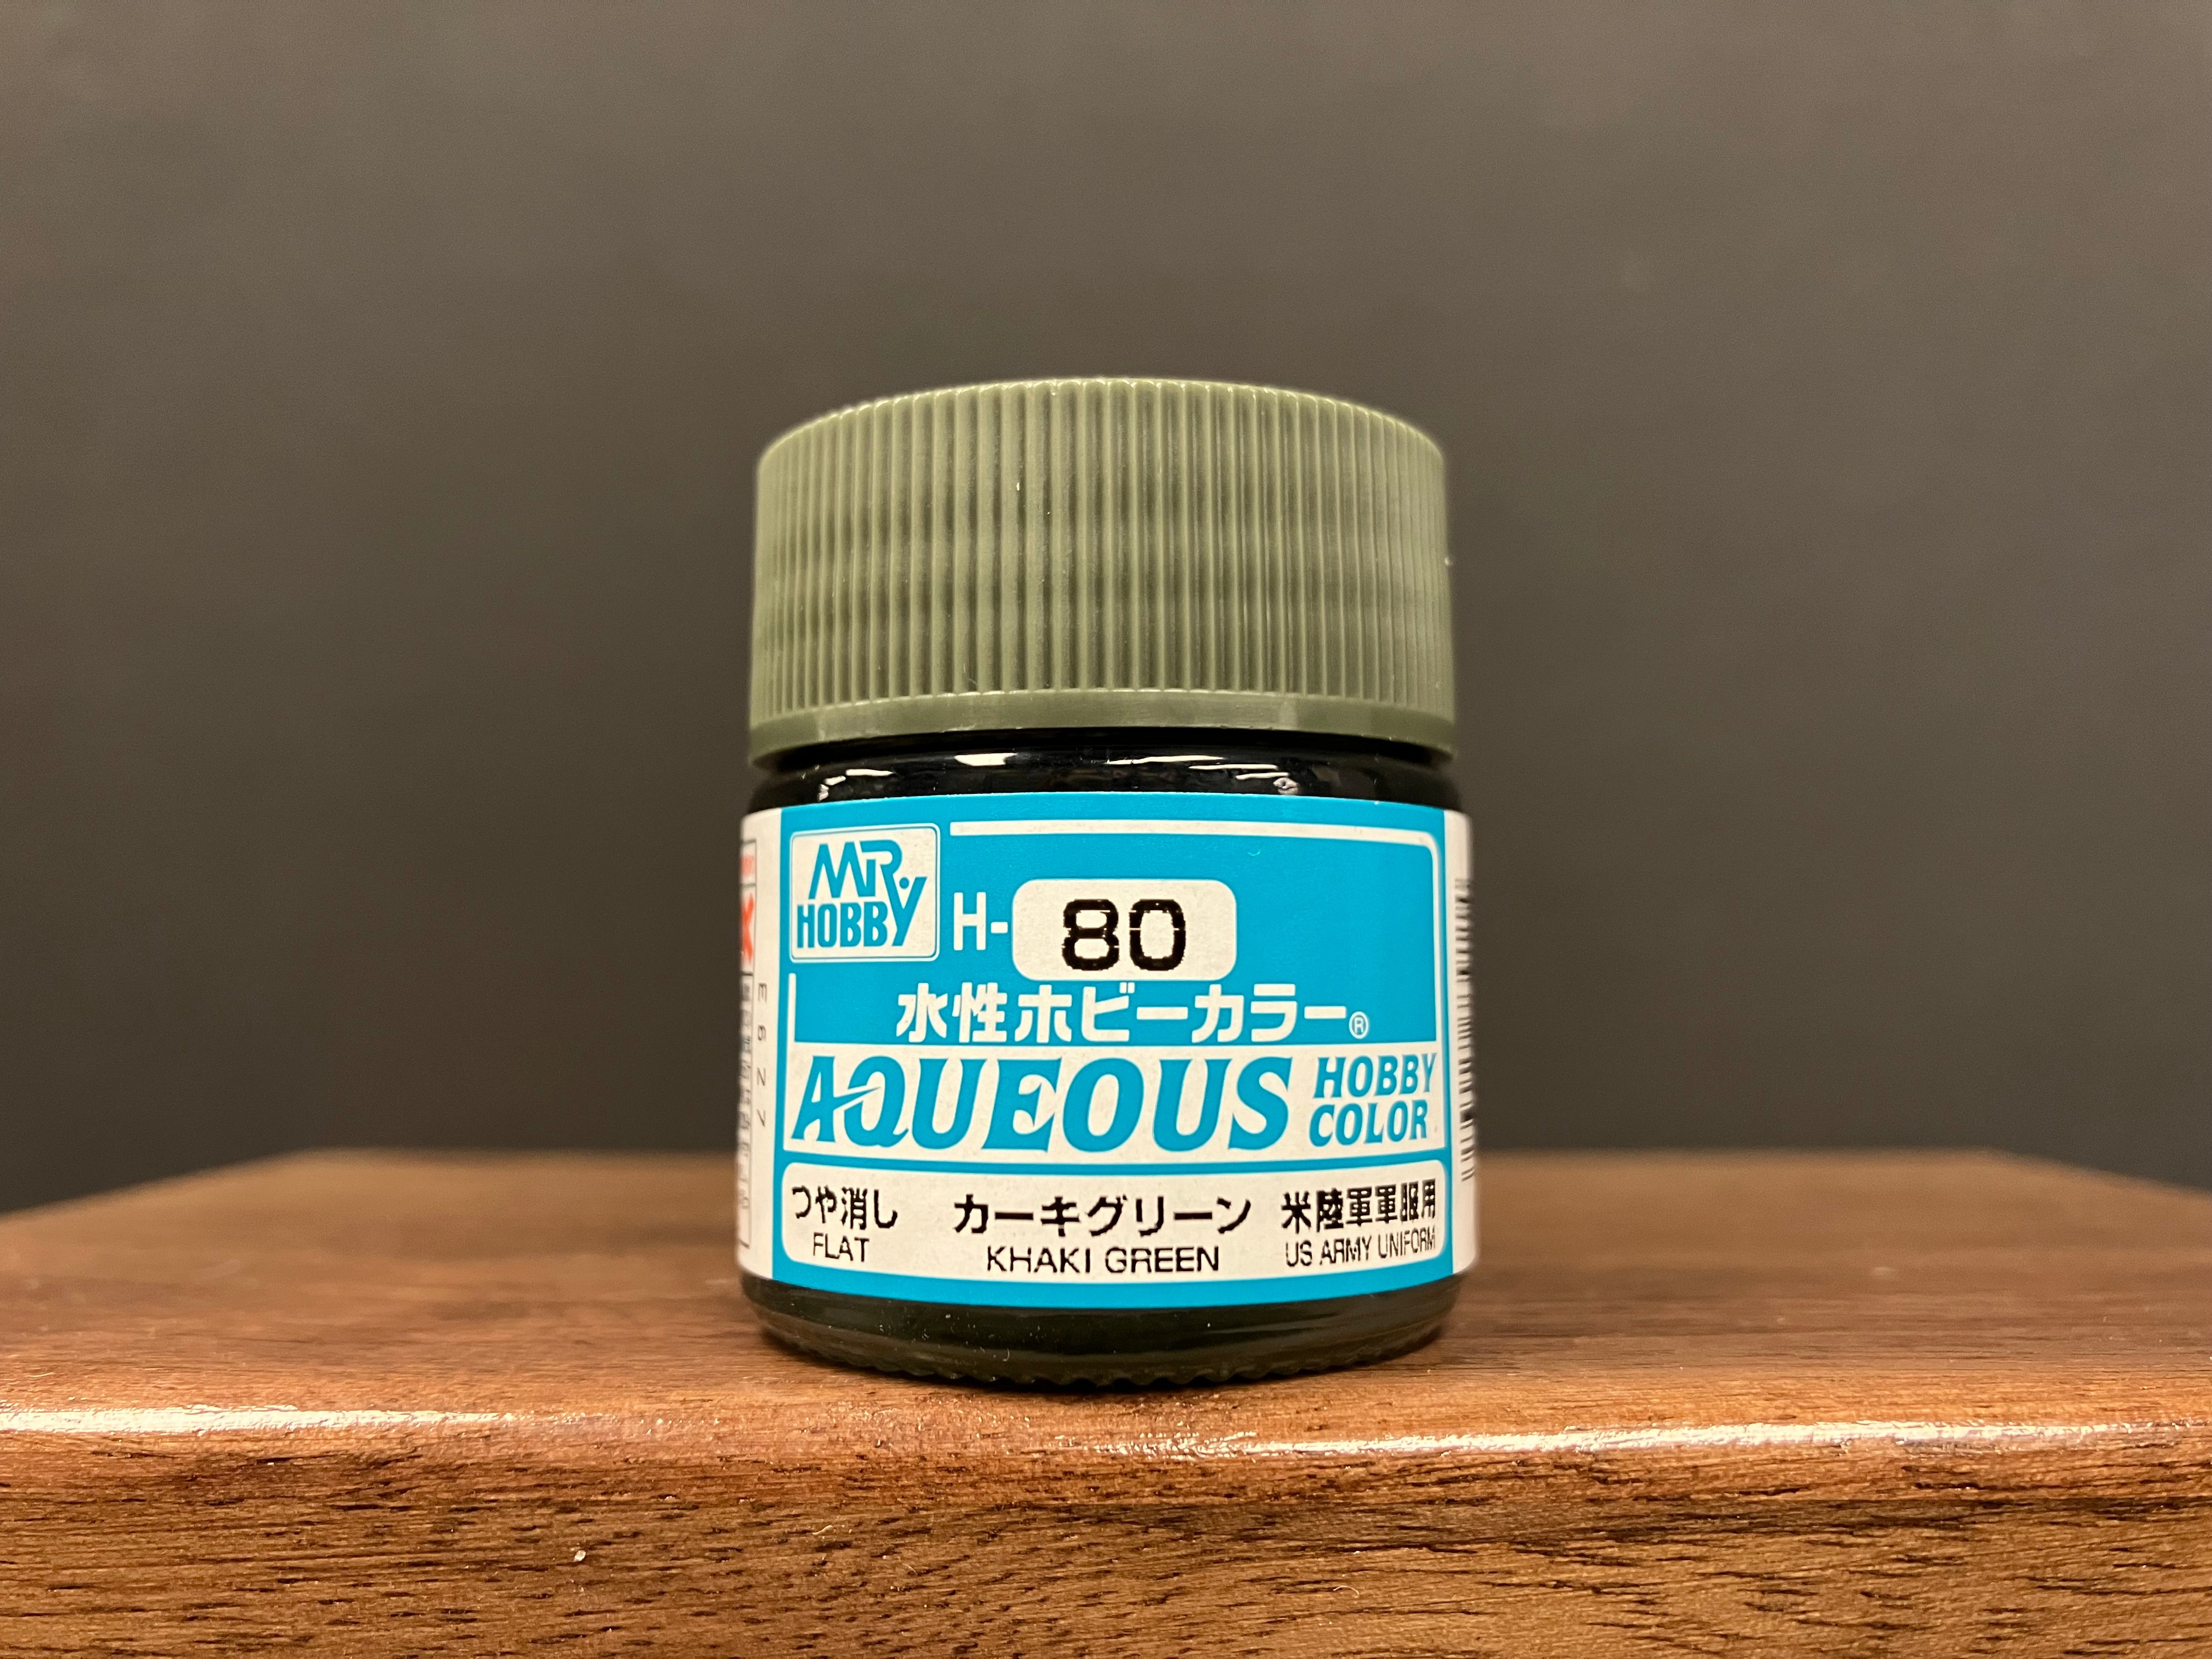 MR HOBBY
H-80
水性ホビーカラー®
AQUEOUS HOBBY COLOR
つや消し カーキグリーン 米陸軍軍服用
FLAT KHAKI GREEN US ARMY UNIFORM
E627